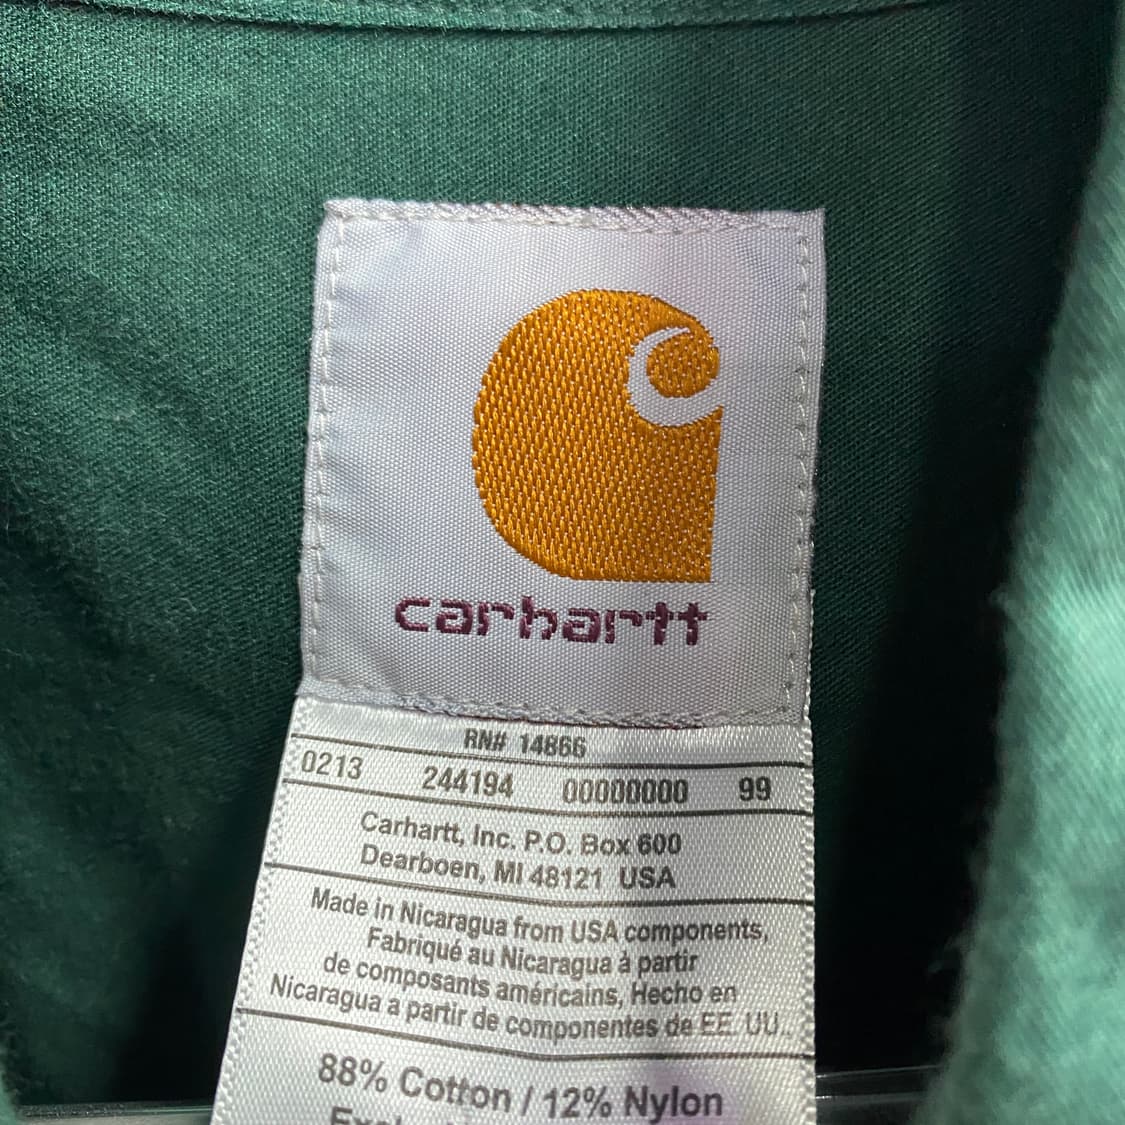 carhartt
RN# 14866
0213 244194 00000000 99
Carhartt, Inc. P.O. Box 600
Dearboen, MI 48121 USA
Made in Nicaragua from USA components,
Fabriqué au Nicaragua à partir
de composants américains, Hecho en
Nicaragua a partir de componentes de EE. UU.
88% Cotton / 12% Nylon